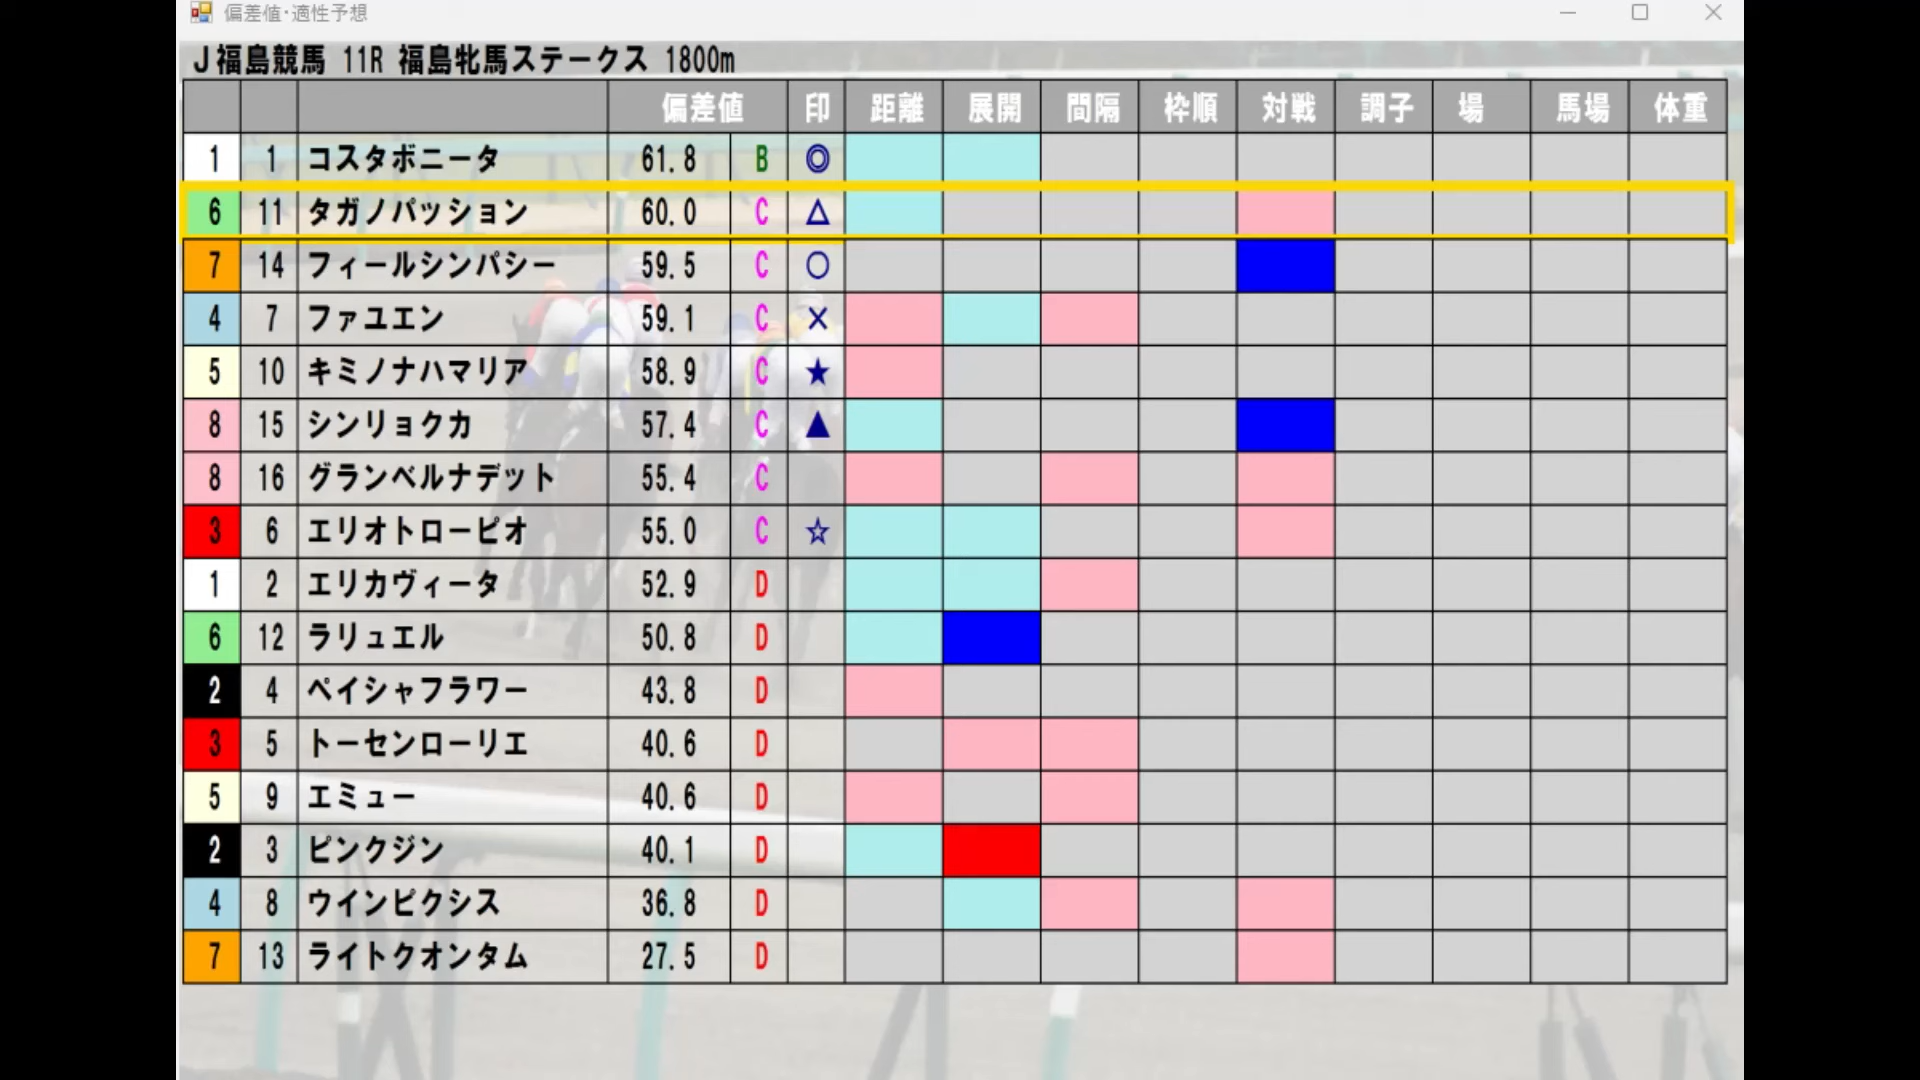 偏差値・適性予想
J福島競馬 11R 福島牝馬ステークス 1800m
偏差値 印 距離 展開 間隔 枠順 対戦 調子 場 馬場 体重
1 1 コスタボニータ 61.8 B ◎
6 11 タガノパッション 60.0 C △
7 14 フィールシンパシー 59.5 C ○
4 7 ファユエン 59.1 C ×
5 10 キミノナハマリア 58.9 C ★
8 15 シンリョクカ 57.4 C ▲
8 16 グランベルナデット 55.4 C
3 6 エリオトローピオ 55.0 C ☆
1 2 エリカヴィータ 52.9 D
6 12 ラリュエル 50.8 D
2 4 ペイシャフラワー 43.8 D
3 5 トーセンローリエ 40.6 D
5 9 エミュー 40.6 D
2 3 ピンクジン 40.1 D
4 8 ウインピクシス 36.8 D
7 13 ライトクオンタム 27.5 D